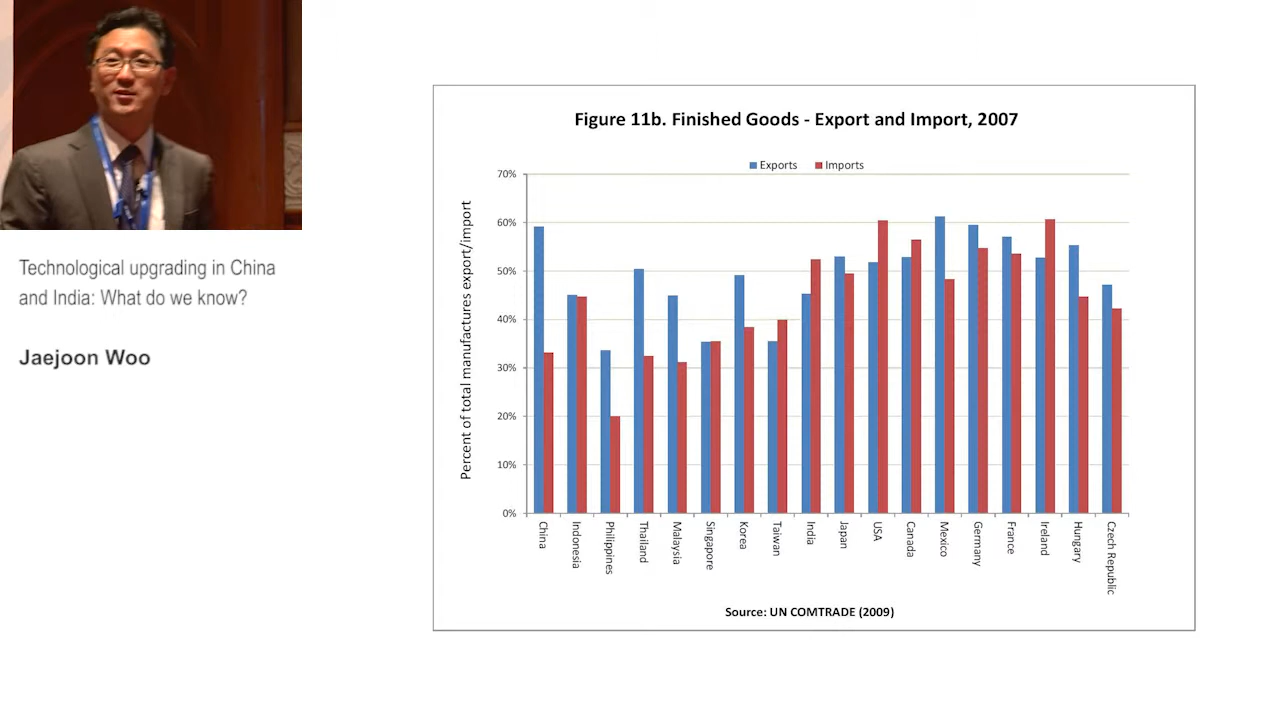 Technological upgrading in China
and India: What do we know?
Jaejoon Woo
Figure 11b. Finished Goods - Export and Import, 2007
Exports Imports
Percent of total manufactures export/import
70%
60%
50%
40%
30%
20%
10%
0%
China
Indonesia
Philippines
Thailand
Malaysia
Singapore
Korea
Taiwan
India
Japan
USA
Canada
Mexico
Germany
France
Ireland
Hungary
Czech Republic
Source: UN COMTRADE (2009)